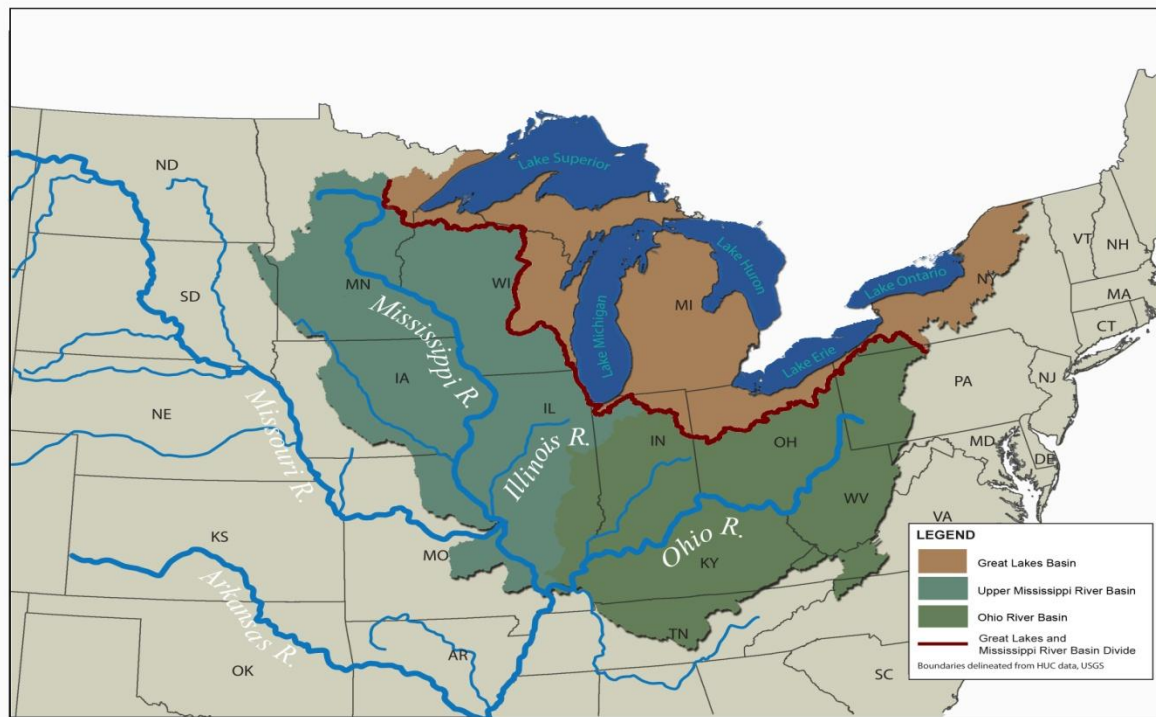 ND
Lake Superior
VT
NH
MN
WI
Lake Huron
Lake Ontario
NY
SD
MI
MA
Mississippi R.
Lake Michigan
CT
Lake Erie
IA
PA
NJ
NE
IL
IN
OH
Missouri R.
Illinois R.
MD
DE
WV
VA
KS
MO
Ohio R.
KY
Arkansas R.
TN
AR
OK
SC
LEGEND
Great Lakes Basin
Upper Mississippi River Basin
Ohio River Basin
Great Lakes and
Mississippi River Basin Divide
Boundaries delineated from HUC data, USGS